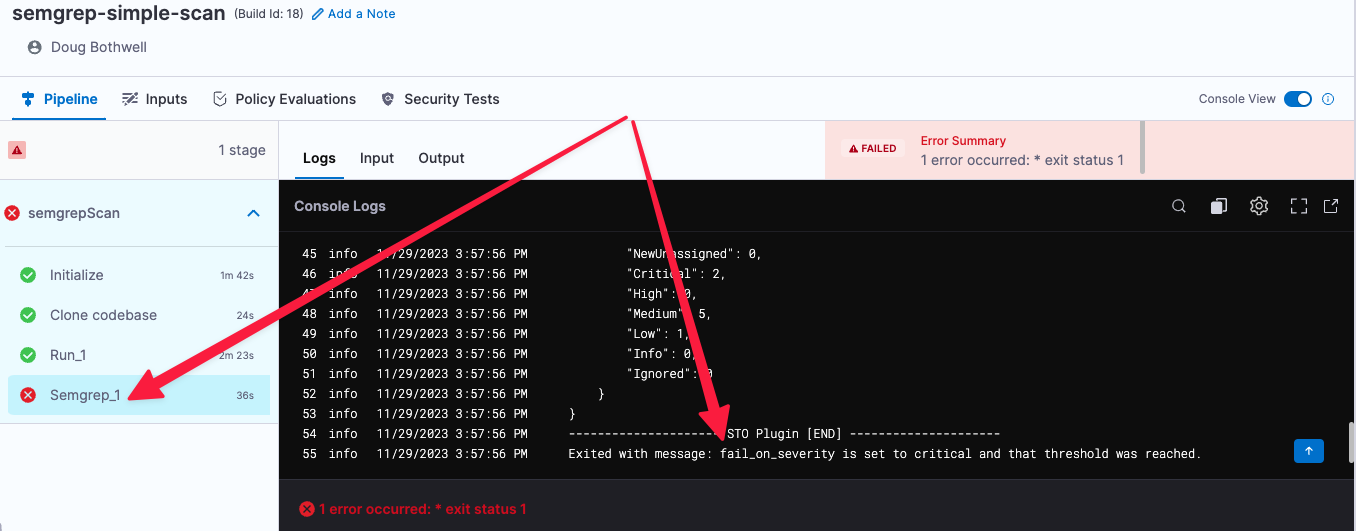 semgrep-simple-scan (Build Id: 18) Add a Note
Doug Bothwell
Pipeline Inputs Policy Evaluations Security Tests Console View
1 stage
Logs Input Output
FAILED
Error Summary
1 error occurred: * exit status 1
semgrepScan
Initialize 1m 42s
Clone codebase 24s
Run_1 2m 23s
Semgrep_1 36s
Console Logs
45 info 11/29/2023 3:57:56 PM "NewUnassigned": 0,
46 info 11/29/2023 3:57:56 PM "Critical": 2,
47 info 11/29/2023 3:57:56 PM "High": 0,
48 info 11/29/2023 3:57:56 PM "Medium": 5,
49 info 11/29/2023 3:57:56 PM "Low": 1,
50 info 11/29/2023 3:57:56 PM "Info": 0,
51 info 11/29/2023 3:57:56 PM "Ignored": 0
52 info 11/29/2023 3:57:56 PM }
53 info 11/29/2023 3:57:56 PM }
54 info 11/29/2023 3:57:56 PM --------------------- STO Plugin [END] ---------------------
55 info 11/29/2023 3:57:56 PM Exited with message: fail_on_severity is set to critical and that threshold was reached.
1 error occurred: * exit status 1